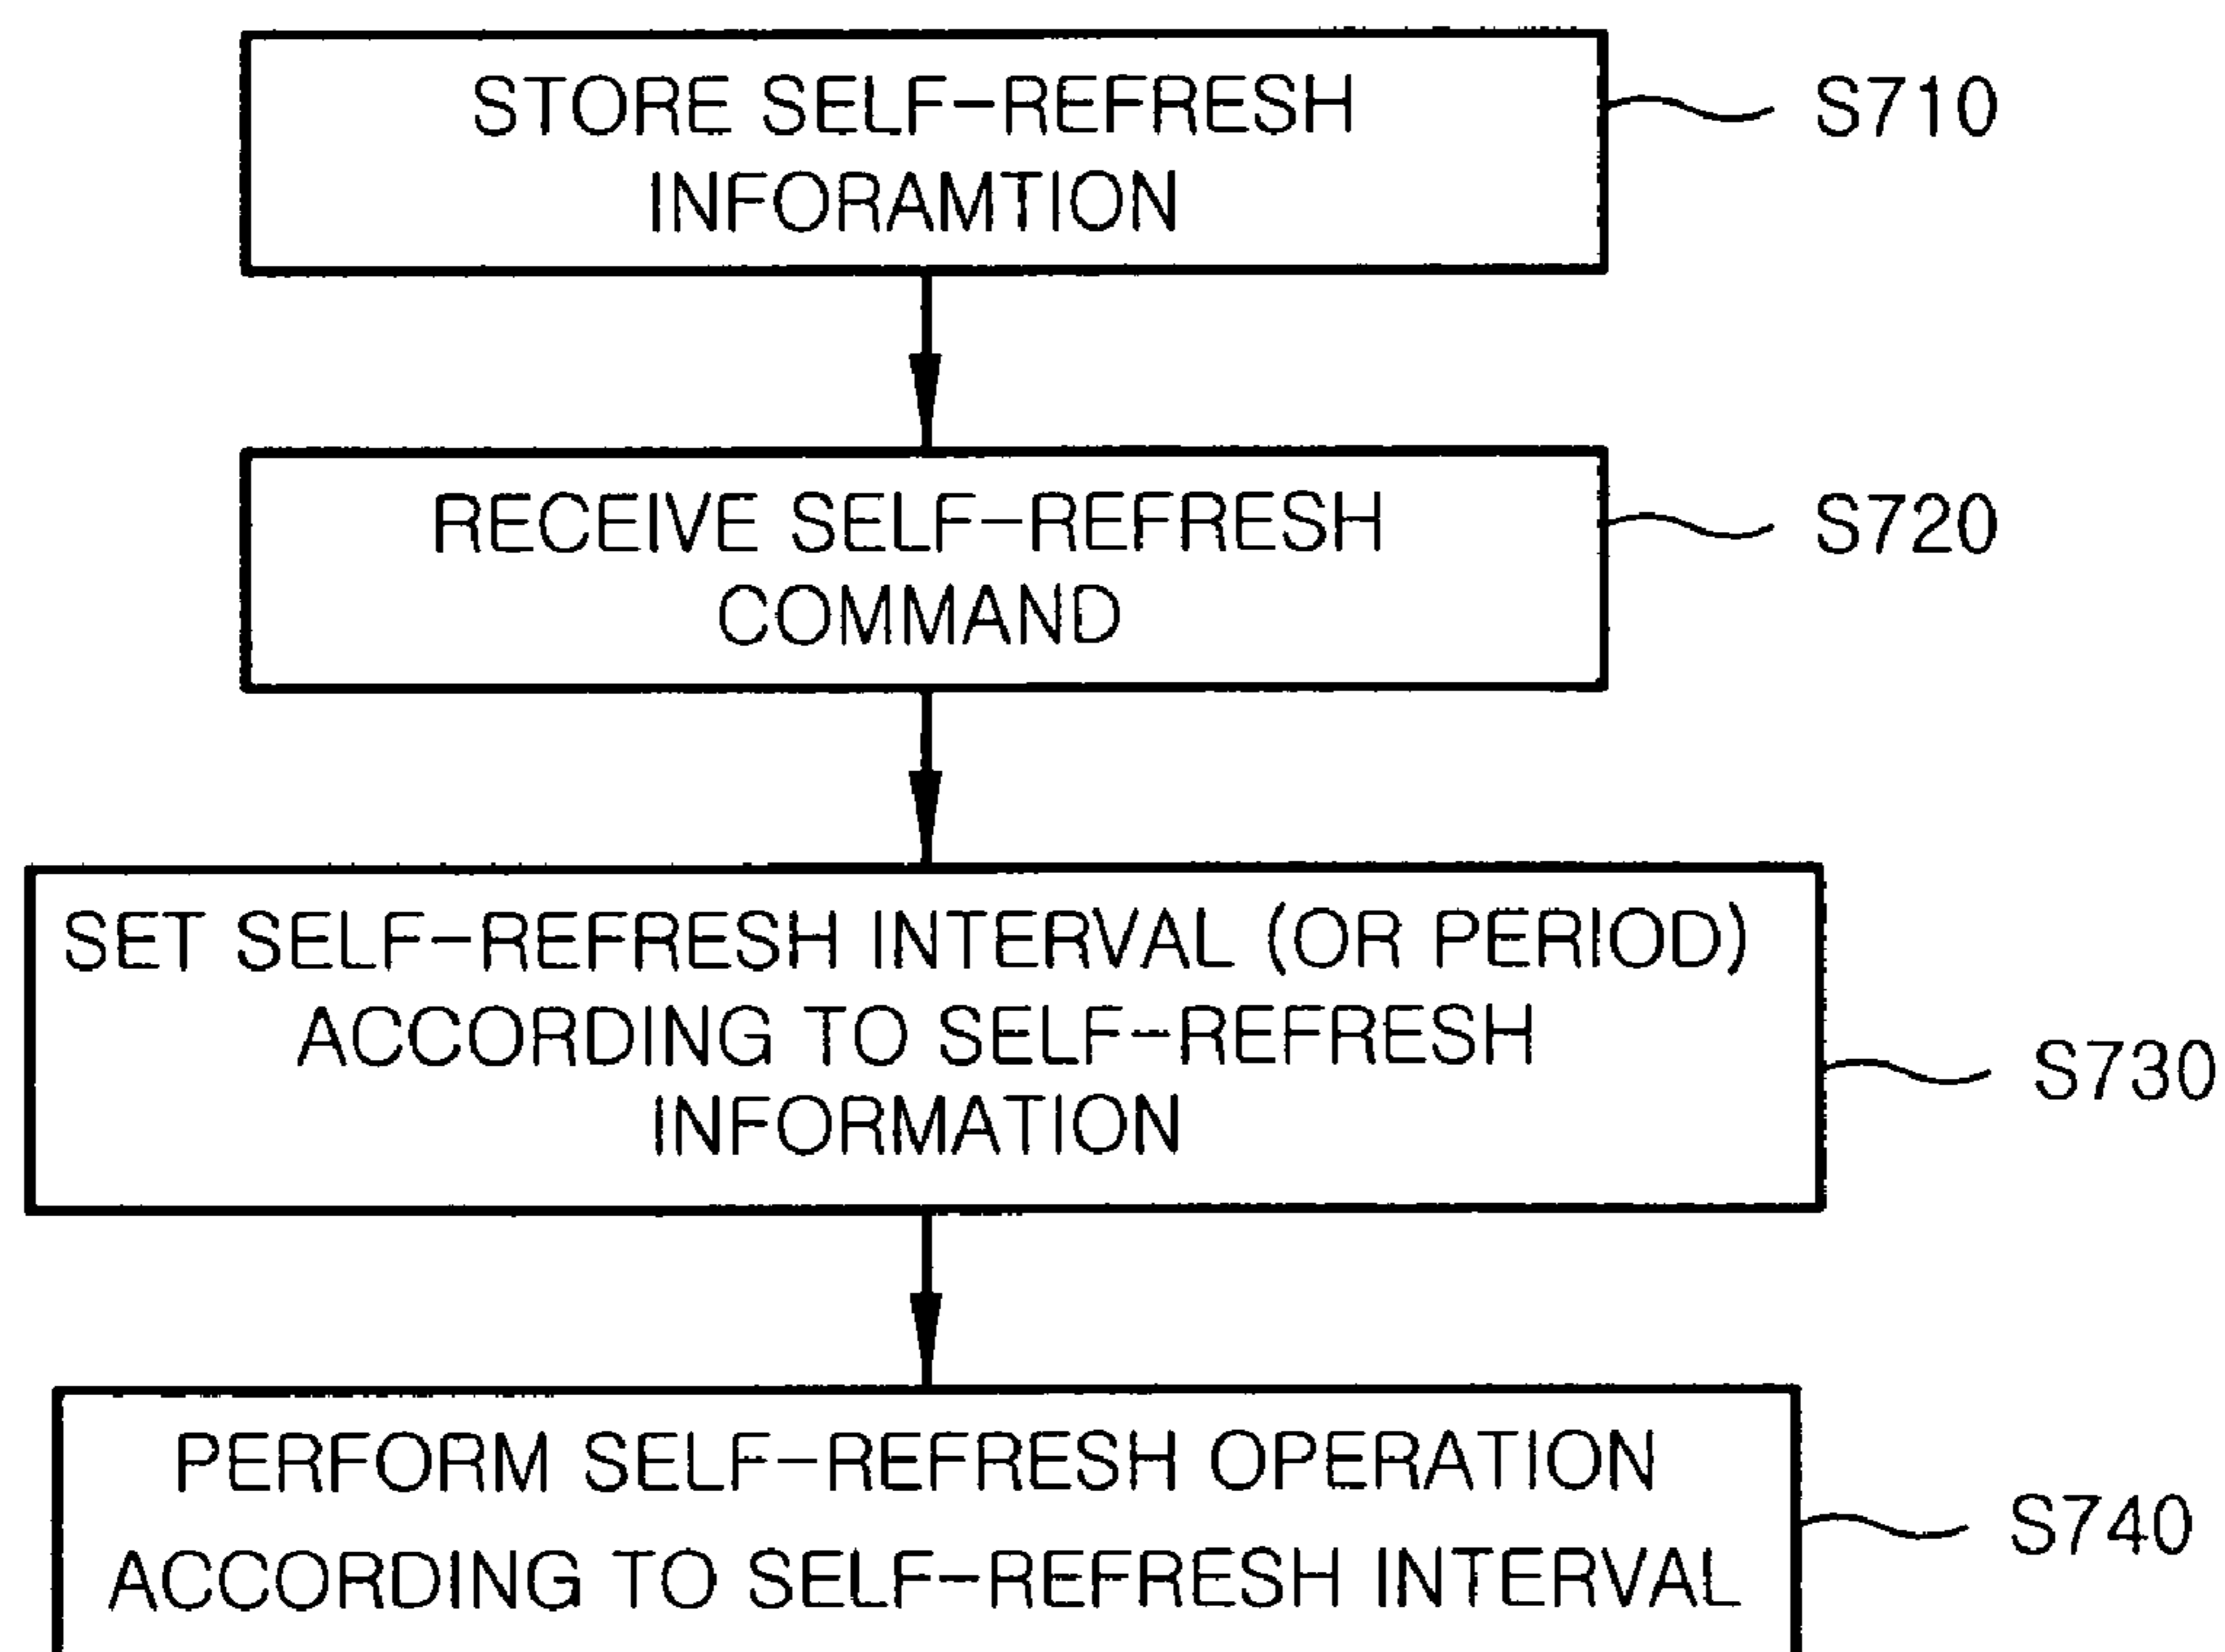 STORE SELF-REFRESH
INFORAMTION
S710
RECEIVE SELF-REFRESH
COMMAND
S720
SET SELF-REFRESH INTERVAL (OR PERIOD)
ACCORDING TO SELF-REFRESH
INFORMATION
S730
PERFORM SELF-REFRESH OPERATION
ACCORDING TO SELF-REFRESH INTERVAL
S740